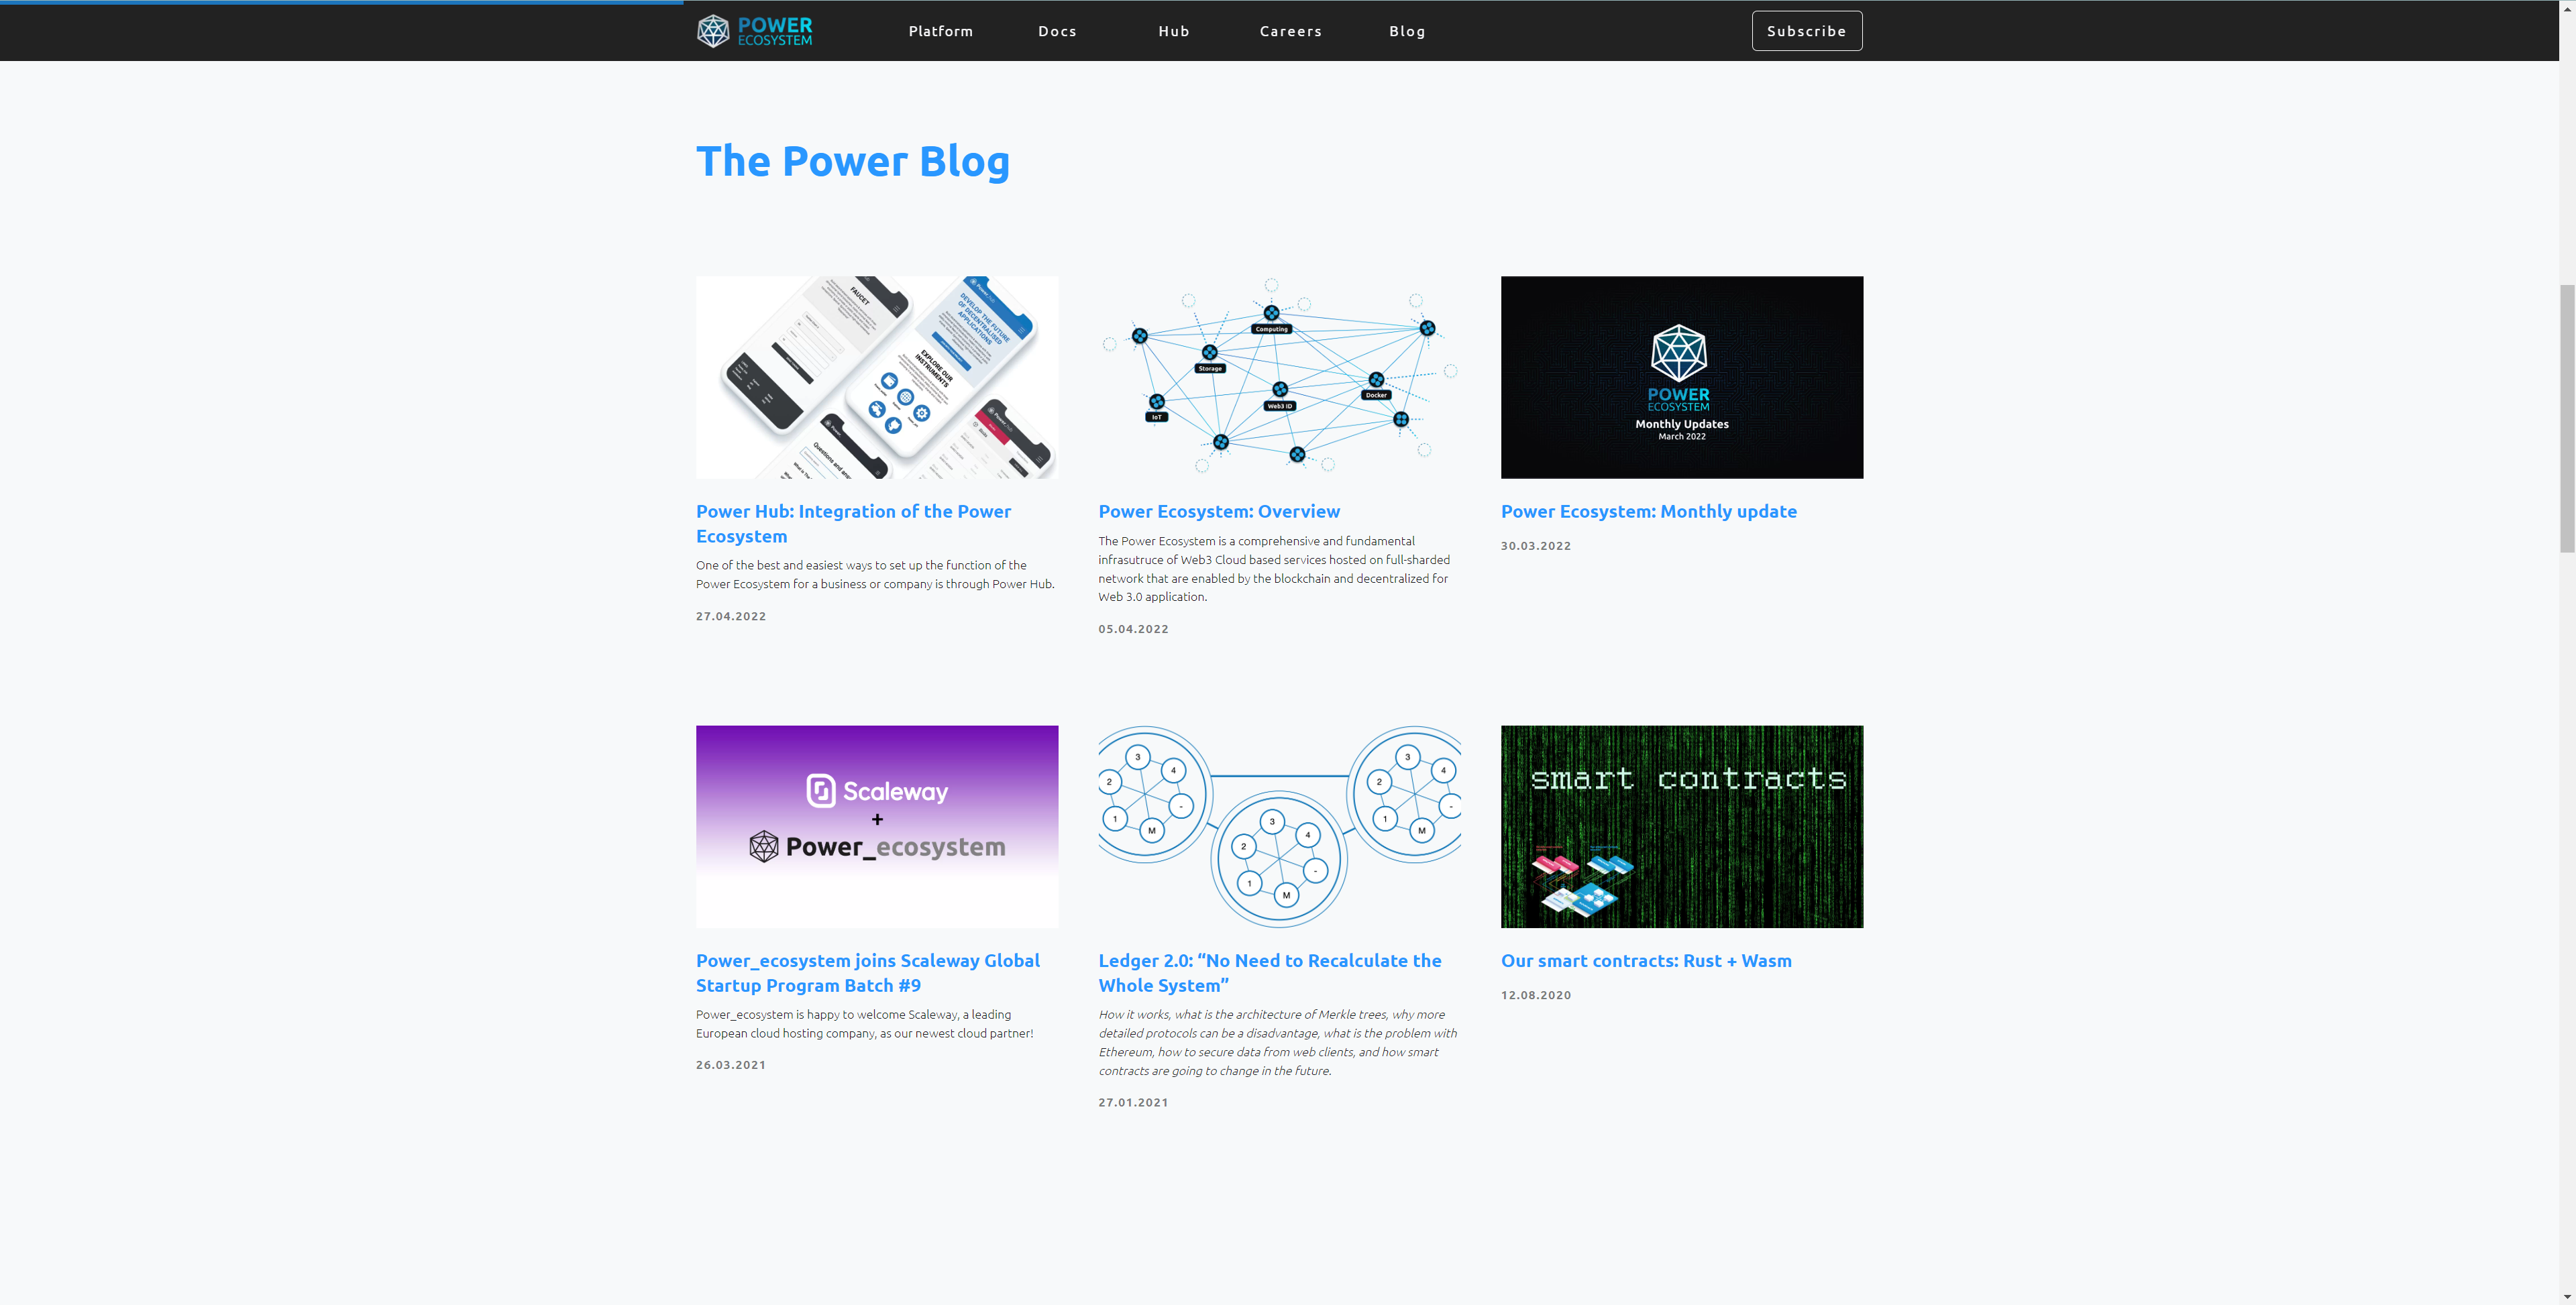 POWER
ECOSYSTEM
Platform
Docs
Hub
Careers
Blog
Subscribe
The Power Blog
FAUCET
DEVELOP THE FUTURE
OF DECENTRALISED
APPLICATIONS
EXPLORE OUR
INSTRUMENTS
Questions and
Computing
Storage
Web3 ID
Docker
IoT
POWER
ECOSYSTEM
Monthly Updates
March 2022
Power Hub: Integration of the Power
Ecosystem
One of the best and easiest ways to set up the function of the
Power Ecosystem for a business or company is through Power Hub.
27.04.2022
Power Ecosystem: Overview
The Power Ecosystem is a comprehensive and fundamental
infrasutruce of Web3 Cloud based services hosted on full-sharded
network that are enabled by the blockchain and decentralized for
Web 3.0 application.
05.04.2022
Power Ecosystem: Monthly update
30.03.2022
Scaleway
+
Power_ecosystem
3
4
2
-
1
M
3
4
2
-
1
M
3
4
2
-
1
M
smart contracts
Power_ecosystem joins Scaleway Global
Startup Program Batch #9
Power_ecosystem is happy to welcome Scaleway, a leading
European cloud hosting company, as our newest cloud partner!
26.03.2021
Ledger 2.0: “No Need to Recalculate the
Whole System”
How it works, what is the architecture of Merkle trees, why more
detailed protocols can be a disadvantage, what is the problem with
Ethereum, how to secure data from web clients, and how smart
contracts are going to change in the future.
27.01.2021
Our smart contracts: Rust + Wasm
12.08.2020